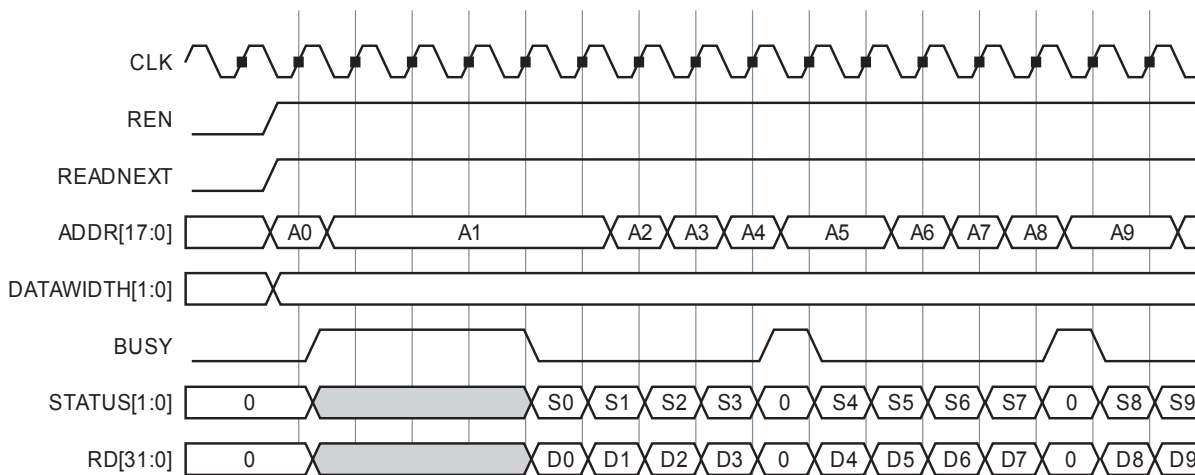 CLK
REN
READNEXT
ADDR[17:0] A0 A1 A2 A3 A4 A5 A6 A7 A8 A9
DATAWIDTH[1:0]
BUSY
STATUS[1:0] 0 S0 S1 S2 S3 0 S4 S5 S6 S7 0 S8 S9
RD[31:0] 0 D0 D1 D2 D3 0 D4 D5 D6 D7 0 D8 D9